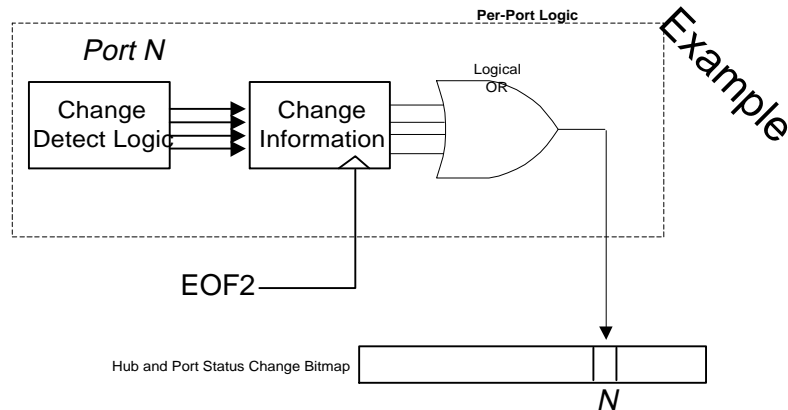 Per-Port Logic
Example
Port N
Change
Detect Logic
Change
Information
Logical
OR
EOF2
Hub and Port Status Change Bitmap
N